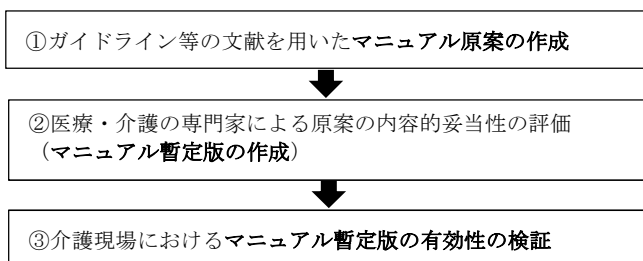 ①ガイドライン等の文献を用いたマニュアル原案の作成
②医療・介護の専門家による原案の内容的妥当性の評価
（マニュアル暫定版の作成）
③介護現場におけるマニュアル暫定版の有効性の検証